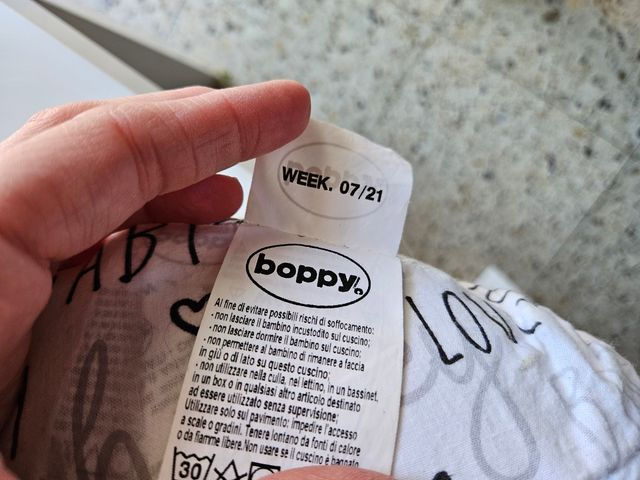 WEEK. 07/21
boppy
Al fine di evitare possibili rischi di soffocamento:
- non lasciare il bambino incustodito sul cuscino;
- non lasciare dormire il bambino sul cuscino;
- non permettere al bambino di rimanere a faccia
in giù o di lato su questo cuscino;
- non utilizzare nella culla, nel lettino, in un bassinet,
in un box o in qualsiasi altro articolo destinato
ad essere utilizzato senza supervisione;
Utilizzare solo sul pavimento: impedire l'accesso
a scale o gradini. Tenere lontano da fonti di calore
o da fiamme libere. Non usare se il cuscino è bagnato
30
LOVE